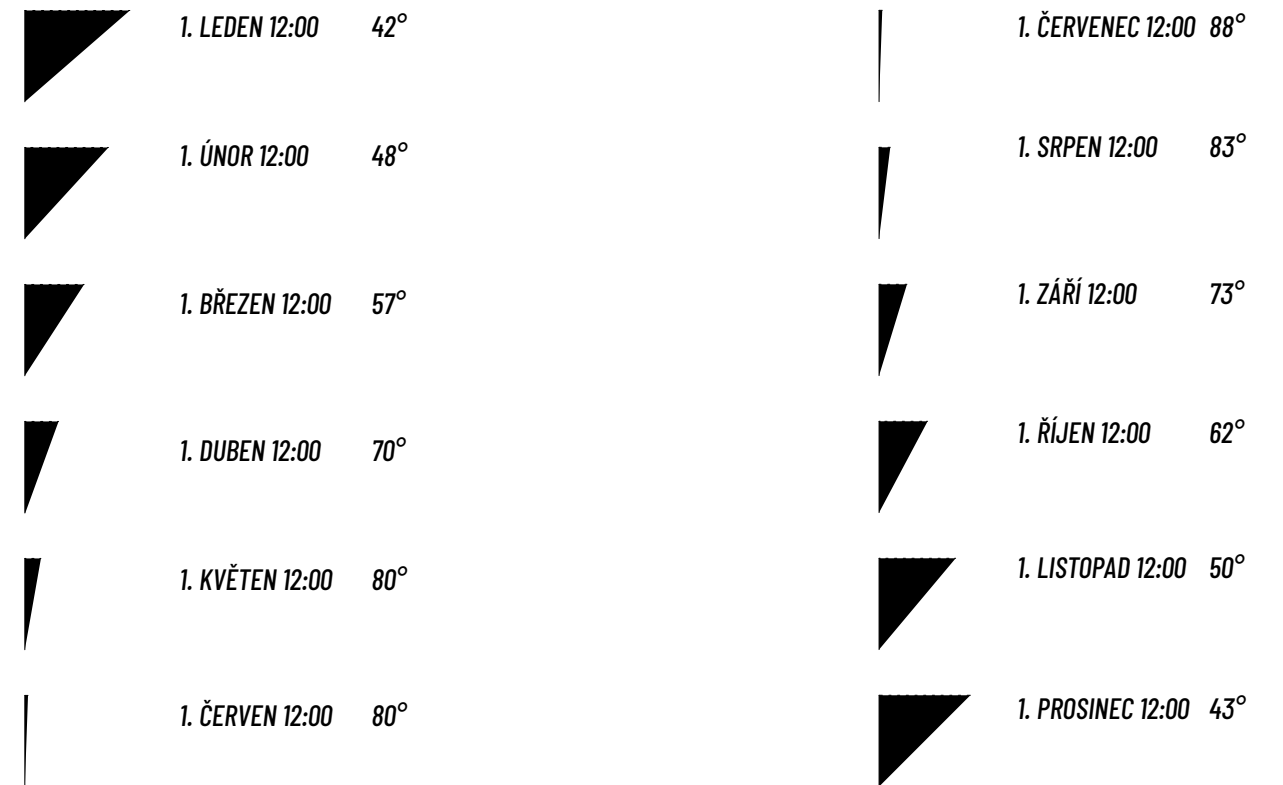 1. LEDEN 12:00 42°
1. ÚNOR 12:00 48°
1. BŘEZEN 12:00 57°
1. DUBEN 12:00 70°
1. KVĚTEN 12:00 80°
1. ČERVEN 12:00 80°
1. ČERVENEC 12:00 88°
1. SRPEN 12:00 83°
1. ZÁŘÍ 12:00 73°
1. ŘÍJEN 12:00 62°
1. LISTOPAD 12:00 50°
1. PROSINEC 12:00 43°